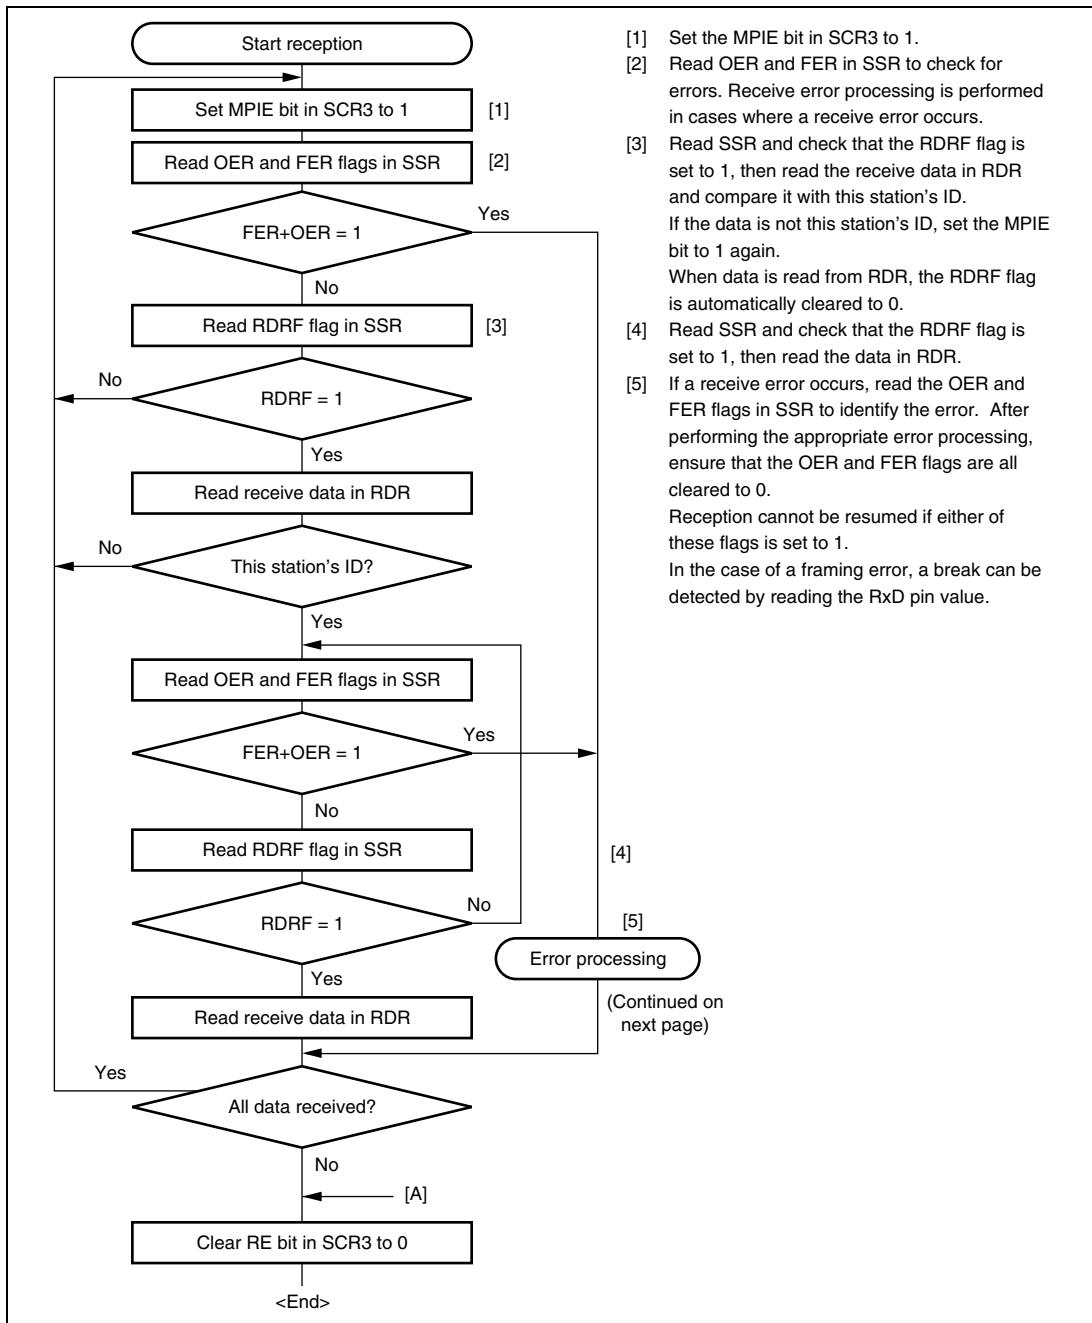 Start reception
Set MPIE bit in SCR3 to 1
[1]
Read OER and FER flags in SSR
[2]
Yes
FER+OER = 1
No
Read RDRF flag in SSR
[3]
No
RDRF = 1
Yes
Read receive data in RDR
No
This station's ID?
Yes
Read OER and FER flags in SSR
Yes
FER+OER = 1
No
Read RDRF flag in SSR
[4]
No
RDRF = 1
[5]
Error processing
Yes
(Continued on
next page)
Read receive data in RDR
Yes
All data received?
No
[A]
Clear RE bit in SCR3 to 0
<End>
[1] Set the MPIE bit in SCR3 to 1.
[2] Read OER and FER in SSR to check for
errors. Receive error processing is performed
in cases where a receive error occurs.
[3] Read SSR and check that the RDRF flag is
set to 1, then read the receive data in RDR
and compare it with this station's ID.
If the data is not this station's ID, set the MPIE
bit to 1 again.
When data is read from RDR, the RDRF flag
is automatically cleared to 0.
[4] Read SSR and check that the RDRF flag is
set to 1, then read the data in RDR.
[5] If a receive error occurs, read the OER and
FER flags in SSR to identify the error. After
performing the appropriate error processing,
ensure that the OER and FER flags are all
cleared to 0.
Reception cannot be resumed if either of
these flags is set to 1.
In the case of a framing error, a break can be
detected by reading the RxD pin value.